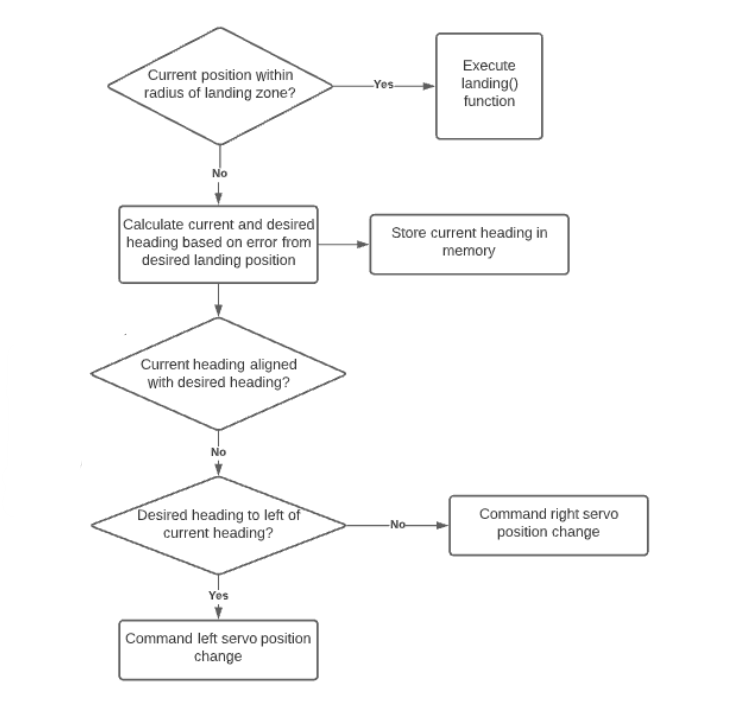 Current position within
radius of landing zone?
Yes
Execute
landing()
function
No
Calculate current and desired
heading based on error from
desired landing position
Store current heading in
memory
Current heading aligned
with desired heading?
No
Desired heading to left of
current heading?
No
Command right servo
position change
Yes
Command left servo position
change